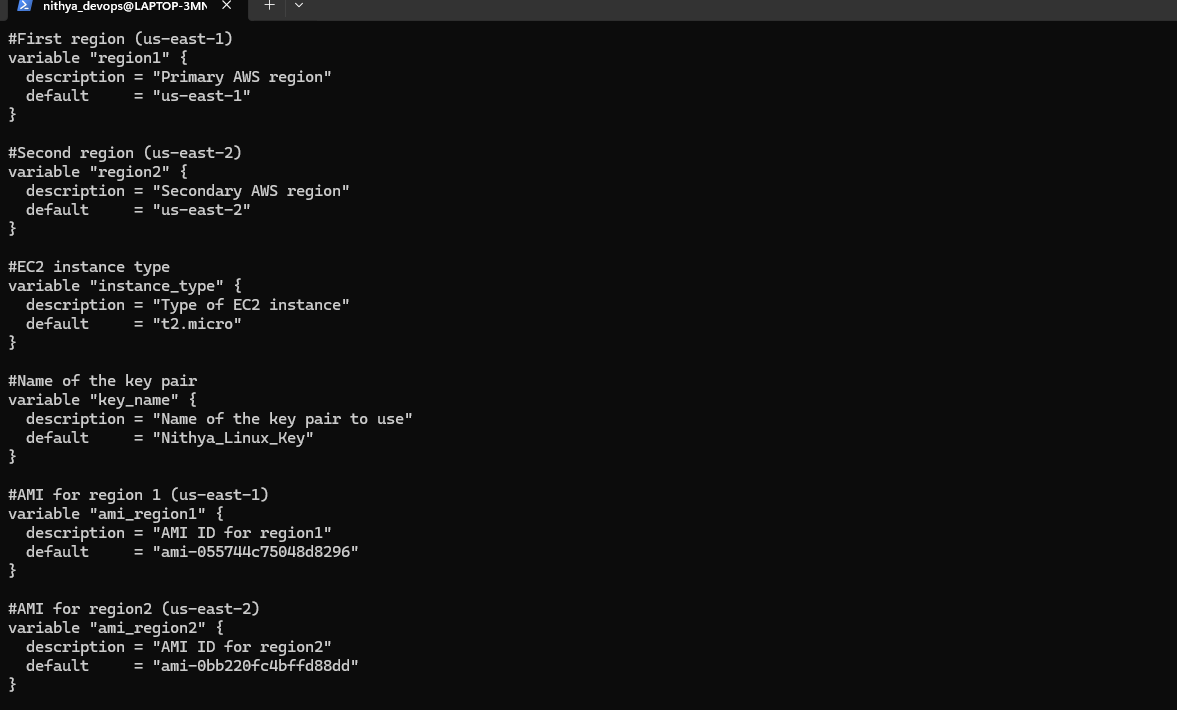 nithya_devops@LAPTOP-3MN
#First region (us-east-1)
variable "region1" {
  description = "Primary AWS region"
  default     = "us-east-1"
}
#Second region (us-east-2)
variable "region2" {
  description = "Secondary AWS region"
  default     = "us-east-2"
}
#EC2 instance type
variable "instance_type" {
  description = "Type of EC2 instance"
  default     = "t2.micro"
}
#Name of the key pair
variable "key_name" {
  description = "Name of the key pair to use"
  default     = "Nithya_Linux_Key"
}
#AMI for region 1 (us-east-1)
variable "ami_region1" {
  description = "AMI ID for region1"
  default     = "ami-055744c75048d8296"
}
#AMI for region2 (us-east-2)
variable "ami_region2" {
  description = "AMI ID for region2"
  default     = "ami-0bb220fc4bffd88dd"
}